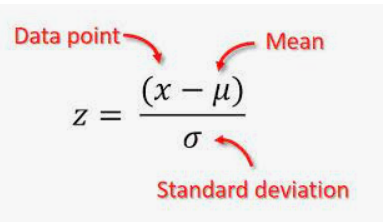 Data point
Mean
z = (x − μ) / σ
Standard deviation